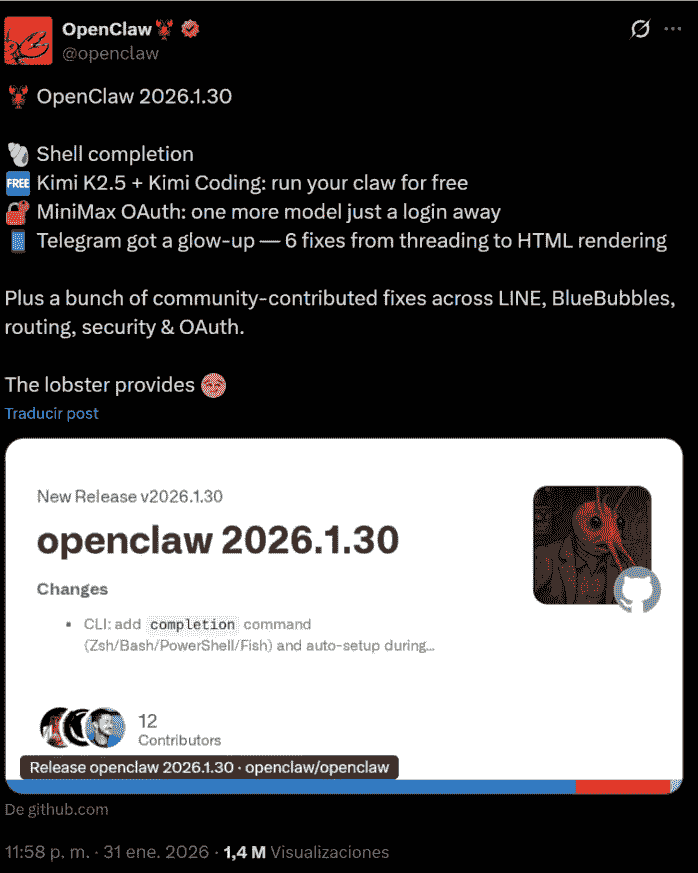 OpenClaw🦞
@openclaw
🦞 OpenClaw 2026.1.30
🐚 Shell completion
🆓 Kimi K2.5 + Kimi Coding: run your claw for free
🔐 MiniMax OAuth: one more model just a login away
📱 Telegram got a glow-up — 6 fixes from threading to HTML rendering
Plus a bunch of community-contributed fixes across LINE, BlueBubbles,
routing, security & OAuth.
The lobster provides
Traducir post
New Release v2026.1.30
openclaw 2026.1.30
Changes
• CLI: add completion command
(Zsh/Bash/PowerShell/Fish) and auto-setup during...
12
Contributors
Release openclaw 2026.1.30 · openclaw/openclaw
De github.com
11:58 p. m. · 31 ene. 2026 · 1,4 M Visualizaciones